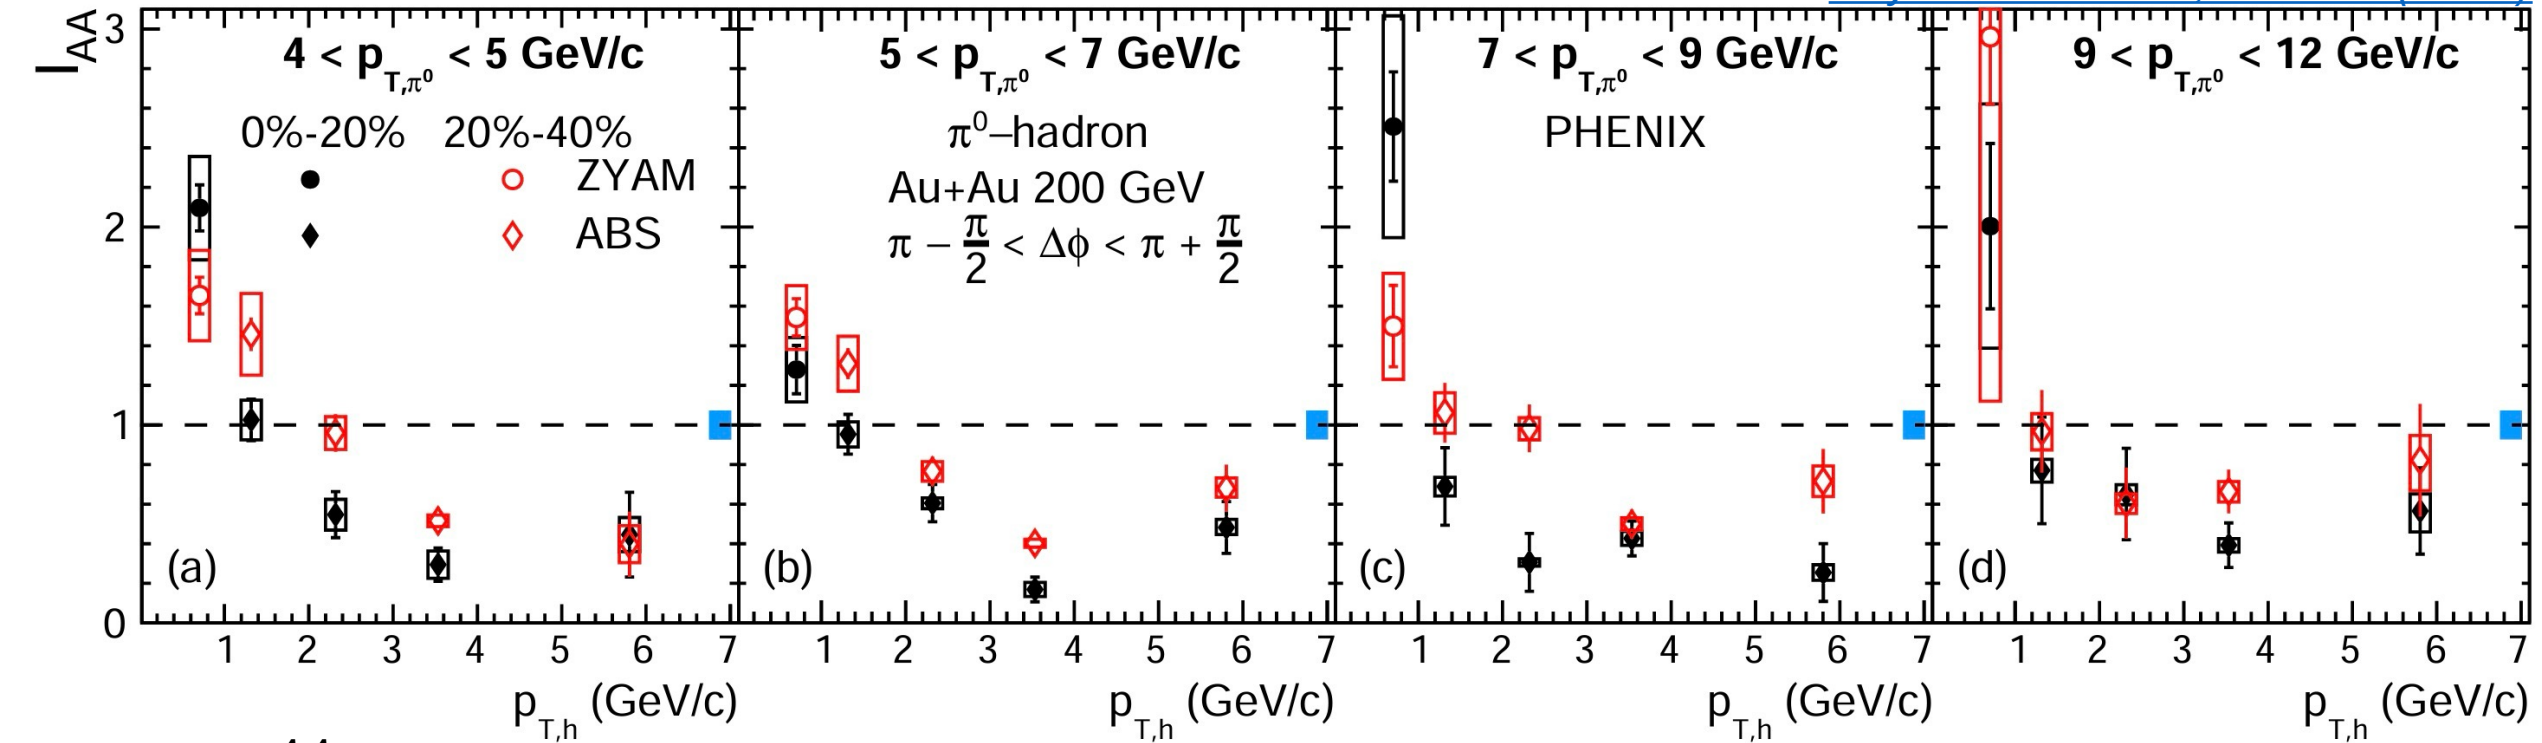 I_AA
3
2
1
0
4 < p_T,π⁰ < 5 GeV/c
0%-20% 20%-40%
ZYAM
ABS
(a)
1 2 3 4 5 6 7
p_T,h (GeV/c)
5 < p_T,π⁰ < 7 GeV/c
π⁰–hadron
Au+Au 200 GeV
π − π/2 < Δϕ < π + π/2
(b)
1 2 3 4 5 6 7
p_T,h (GeV/c)
7 < p_T,π⁰ < 9 GeV/c
PHENIX
(c)
1 2 3 4 5 6 7
p_T,h (GeV/c)
9 < p_T,π⁰ < 12 GeV/c
(d)
1 2 3 4 5 6 7
p_T,h (GeV/c)